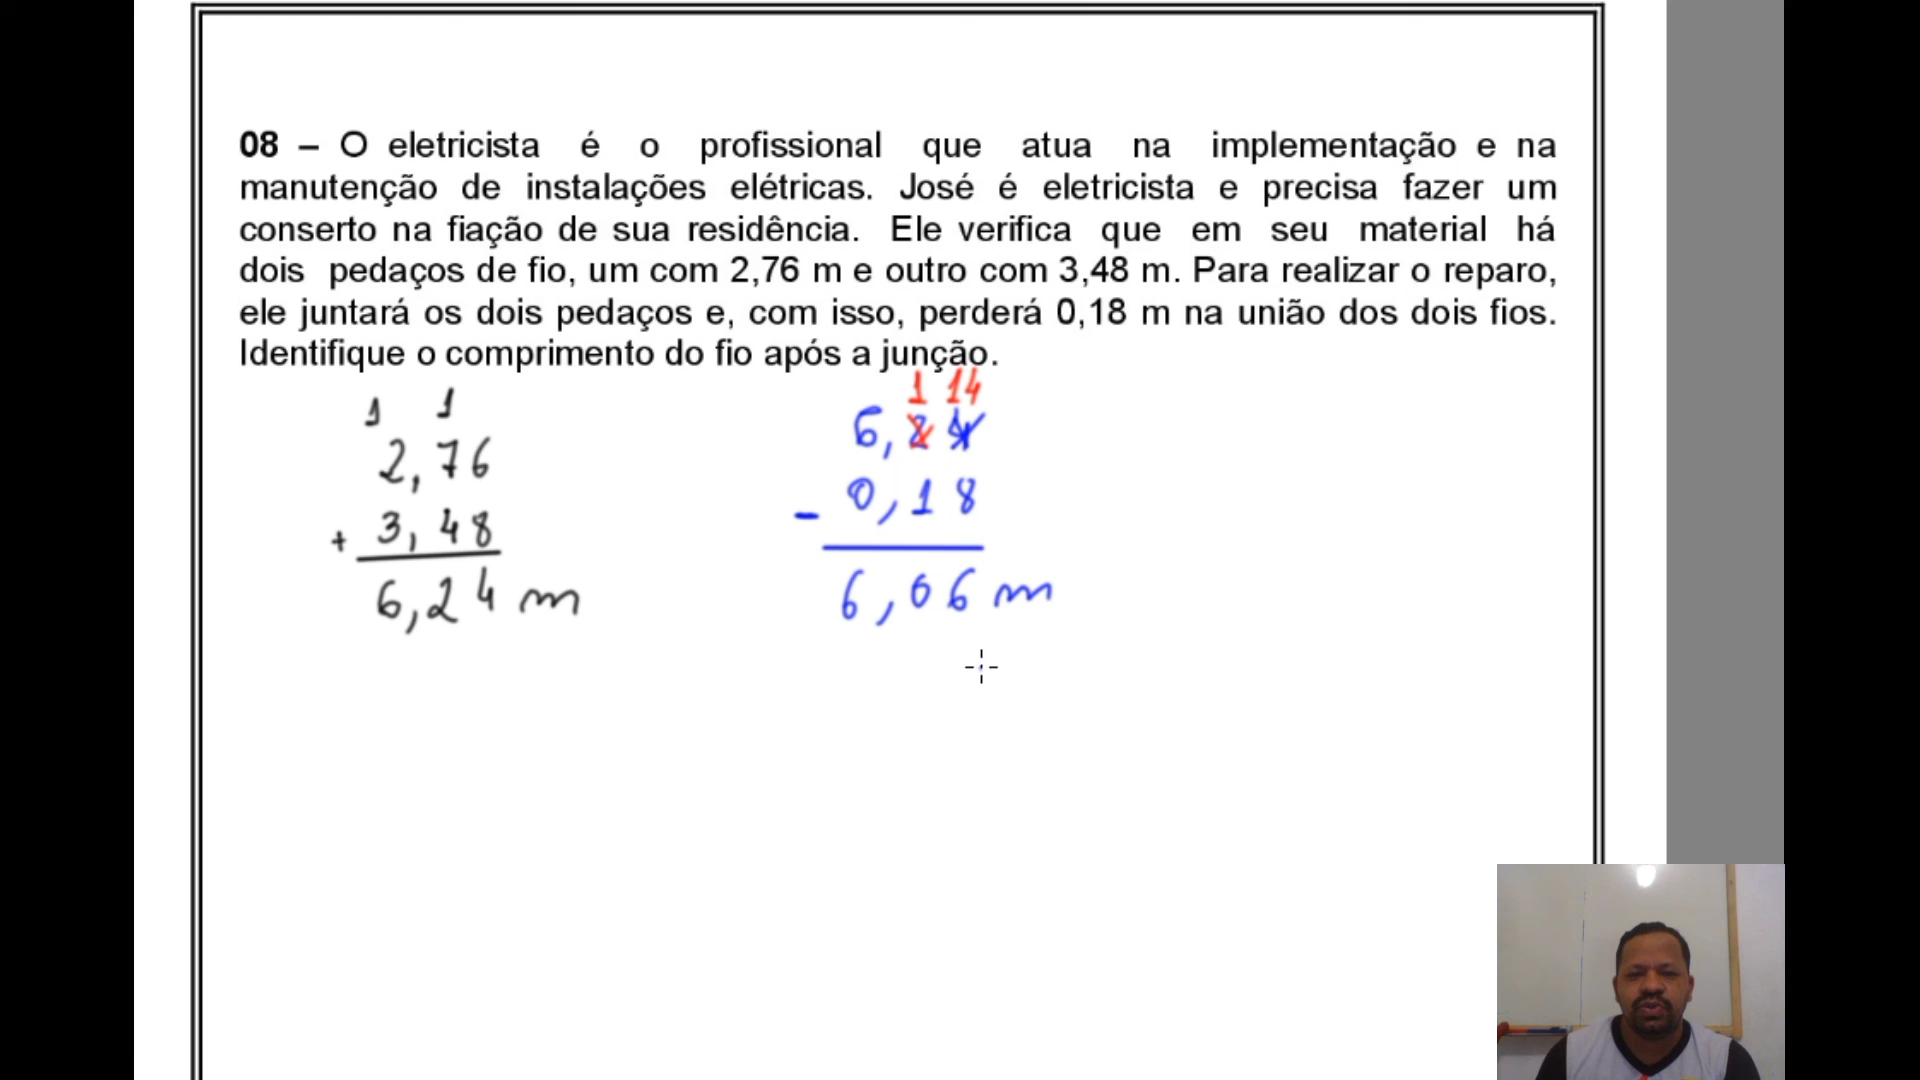 08 – O eletricista é o profissional que atua na implementação e na
manutenção de instalações elétricas. José é eletricista e precisa fazer um
conserto na fiação de sua residência. Ele verifica que em seu material há
dois pedaços de fio, um com 2,76 m e outro com 3,48 m. Para realizar o reparo,
ele juntará os dois pedaços e, com isso, perderá 0,18 m na união dos dois fios.
Identifique o comprimento do fio após a junção.
1 1
2,76
+ 3,48
6,24 m
1 14
6,24
- 0,18
6,06 m